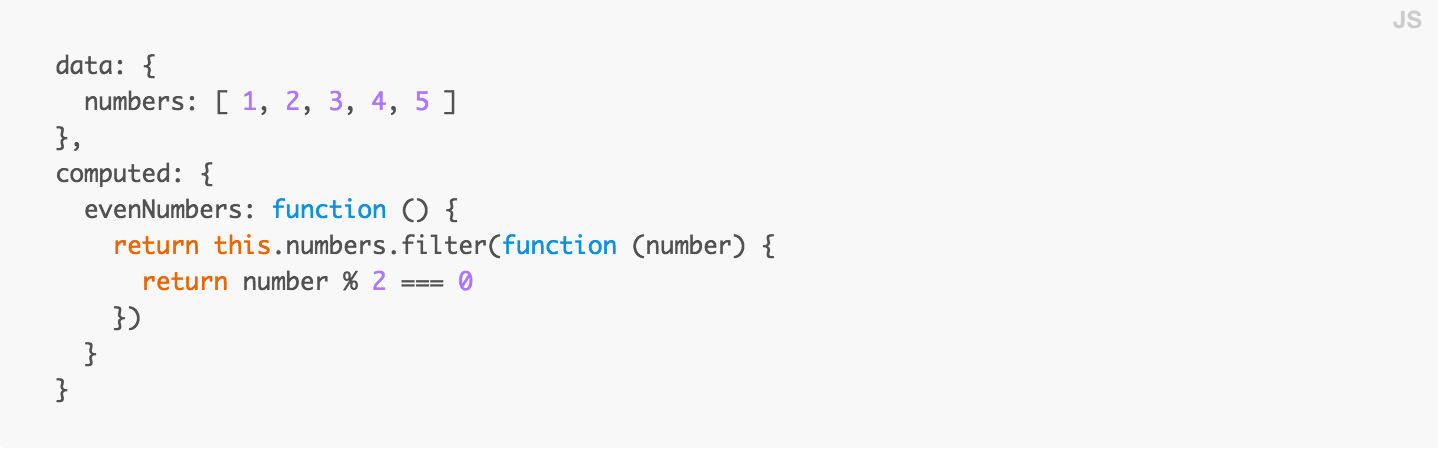 JS
data: {
  numbers: [ 1, 2, 3, 4, 5 ]
},
computed: {
  evenNumbers: function () {
    return this.numbers.filter(function (number) {
      return number % 2 === 0
    })
  }
}